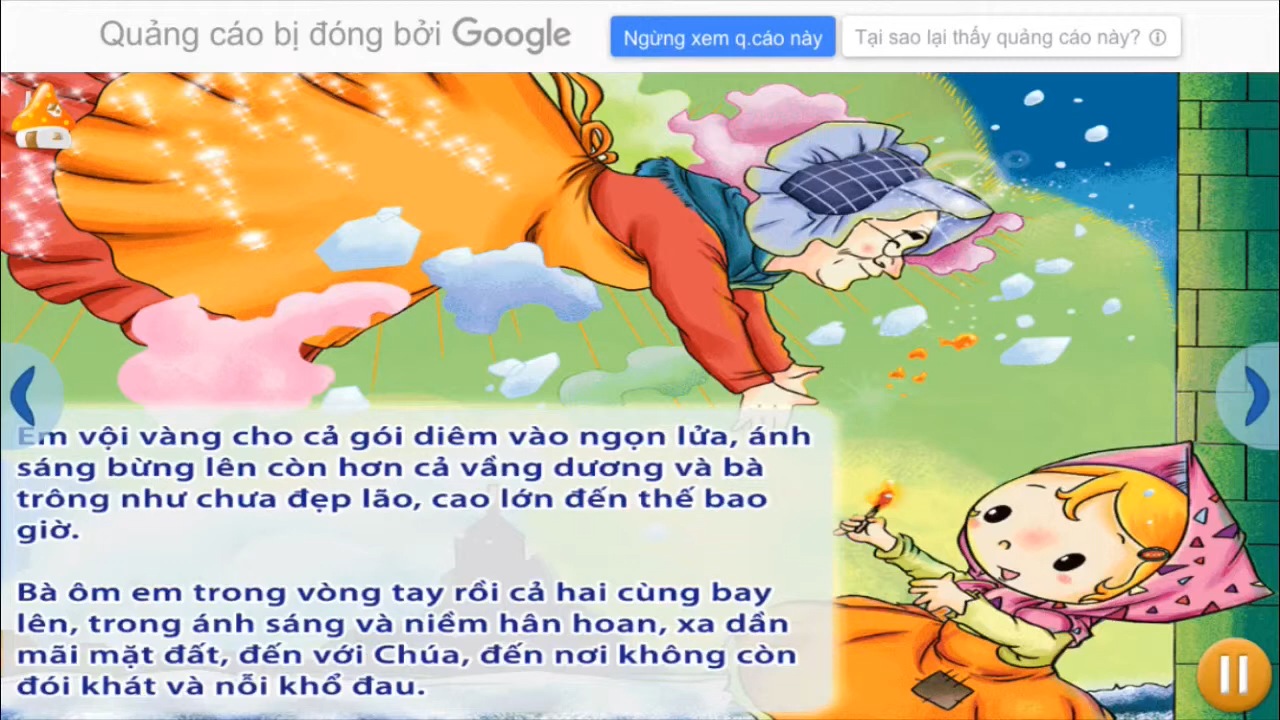 Quảng cáo bị đóng bởi Google
Ngừng xem q.cáo này
Tại sao lại thấy quảng cáo này?
Em vội vàng cho cả gói diêm vào ngọn lửa, ánh
sáng bừng lên còn hơn cả vầng dương và bà
trông như chưa đẹp lão, cao lớn đến thế bao
giờ.
Bà ôm em trong vòng tay rồi cả hai cùng bay
lên, trong ánh sáng và niềm hân hoan, xa dần
mãi mặt đất, đến với Chúa, đến nơi không còn
đói khát và nỗi khổ đau.